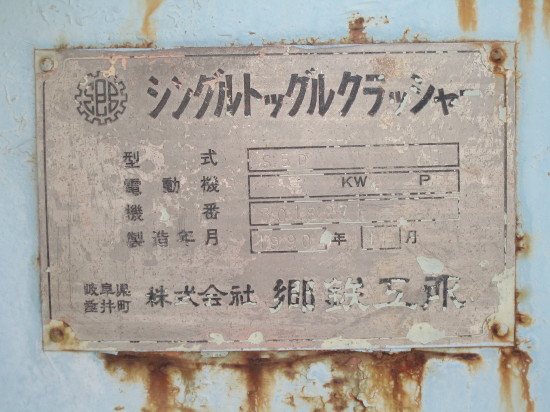 シングルトッグルクラッシャー
型式
電動機 KW P
機番
製造年月 年 月
岐阜県
垂井町
株式会社 郷鉄工所